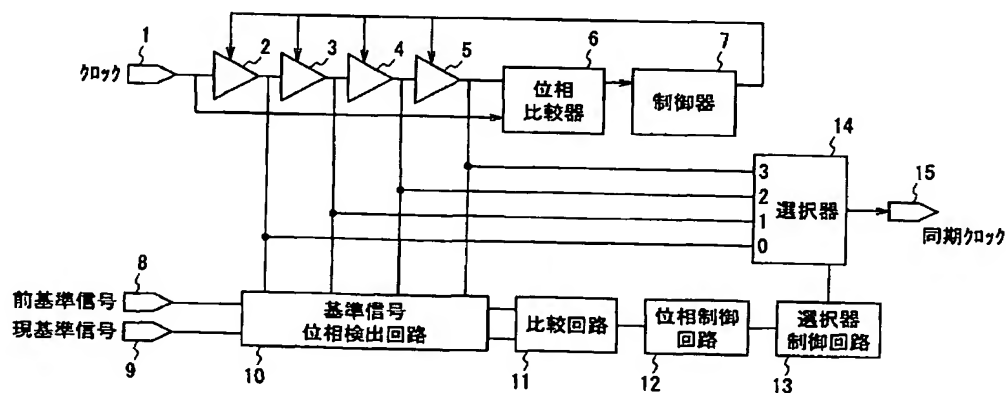 1
2
3
4
5
6
7
クロック
位相
比較器
制御器
14
3
2
1
0
選択器
15
同期クロック
8
前基準信号
現基準信号
9
基準信号
位相検出回路
10
比較回路
11
位相制御
回路
12
選択器
制御回路
13